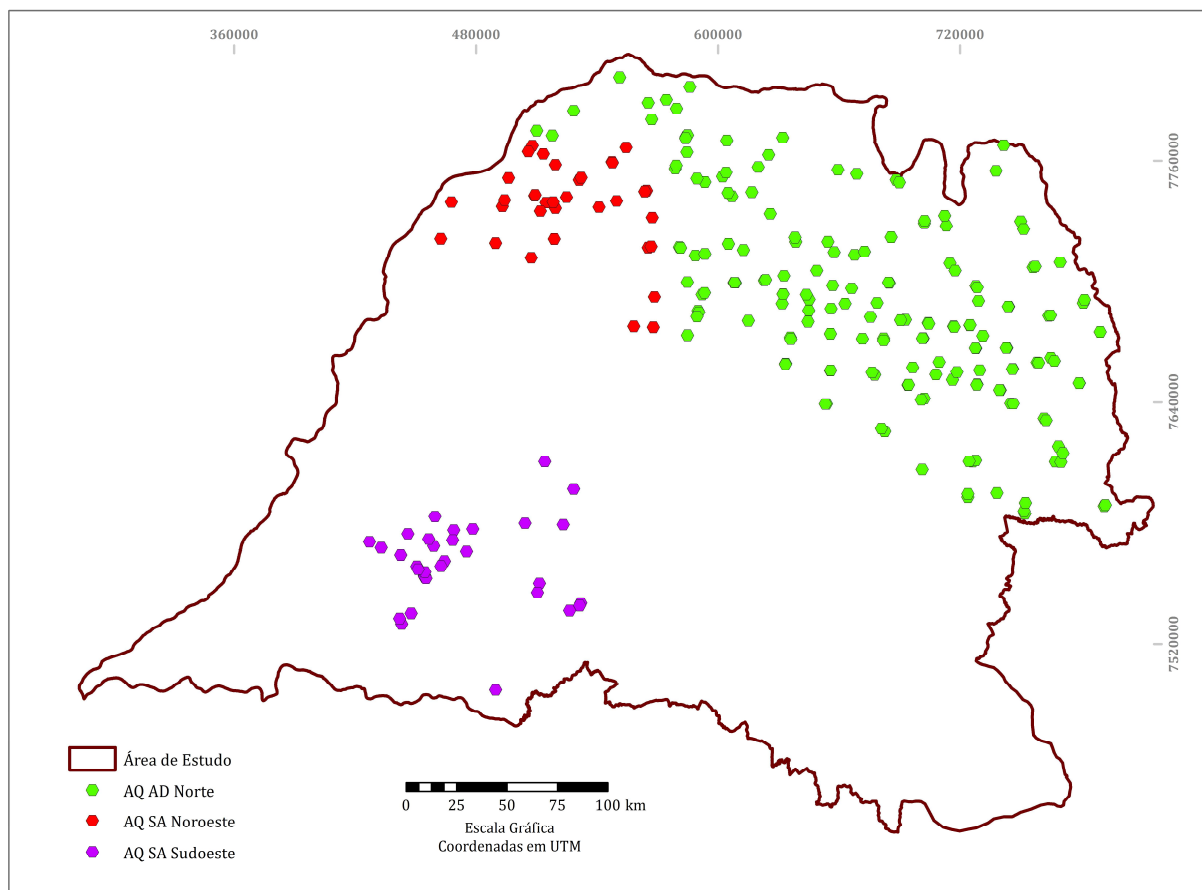 360000 480000 600000 720000
7760000
7640000
7520000
Área de Estudo
AQ AD Norte
AQ SA Noroeste
AQ SA Sudoeste
0 25 50 75 100 km
Escala Gráfica
Coordenadas em UTM